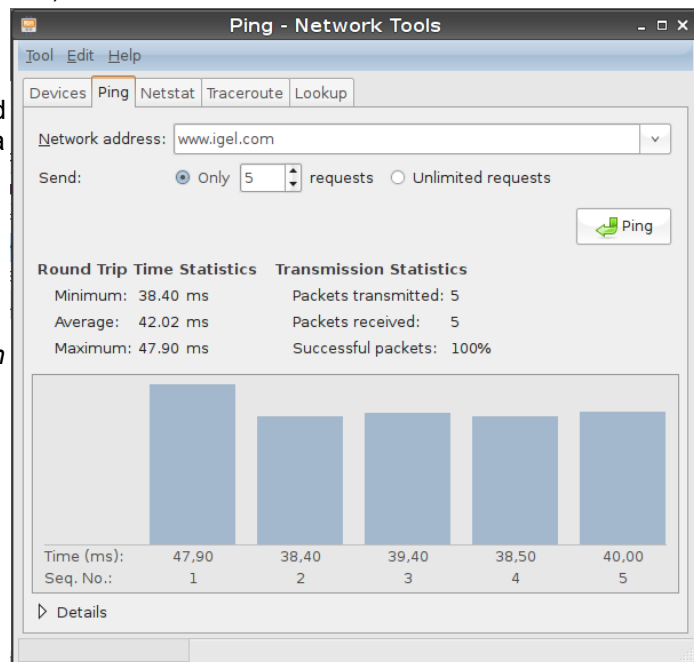 Ping - Network Tools
Tool Edit Help
Devices Ping Netstat Traceroute Lookup
Network address: www.igel.com
Send: Only 5 requests Unlimited requests
Ping
Round Trip Time Statistics Transmission Statistics
Minimum: 38.40 ms Packets transmitted: 5
Average: 42.02 ms Packets received: 5
Maximum: 47.90 ms Successful packets: 100%
Time (ms): 47,90 38,40 39,40 38,50 40,00
Seq. No.: 1 2 3 4 5
Details